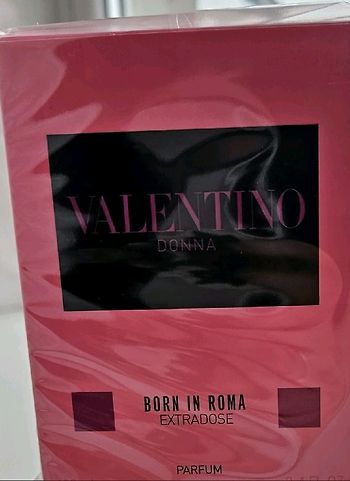 VALENTINO
DONNA
BORN IN ROMA
EXTRADOSE
PARFUM